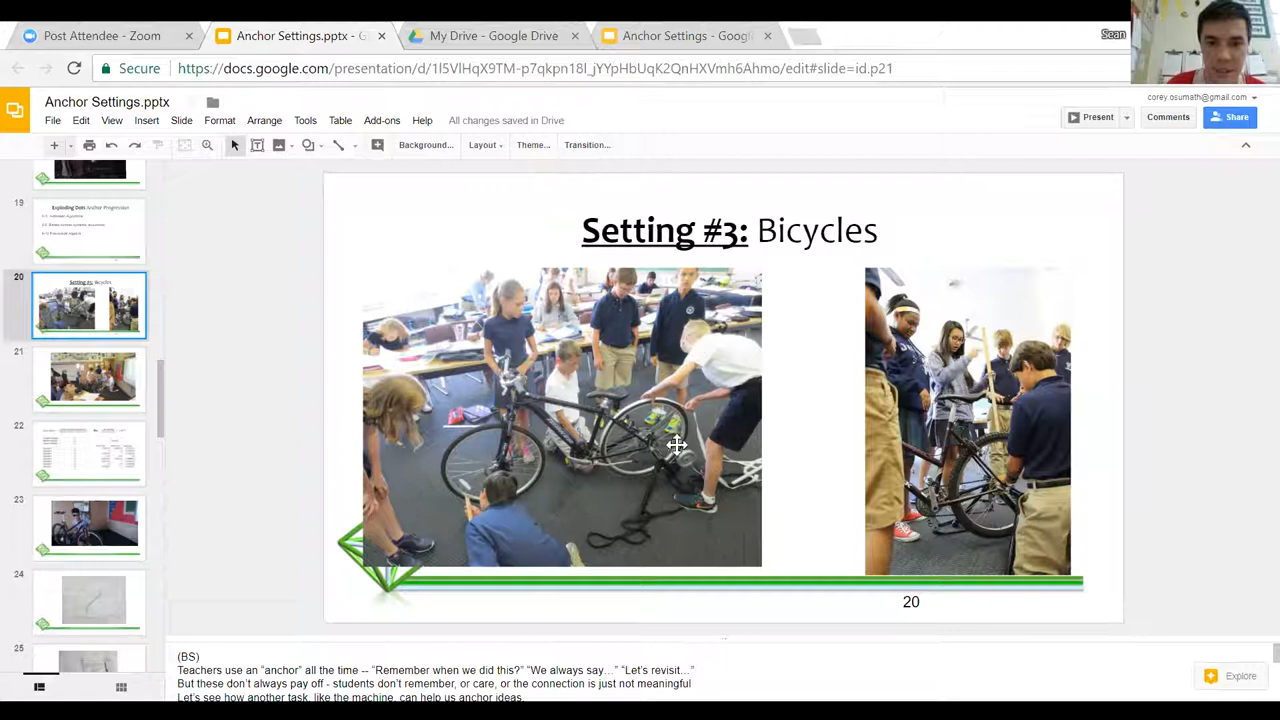 Post Attendee - Zoom
Anchor Settings.pptx - G
My Drive - Google Driv
Anchor Settings - Googl
Sean
Secure
https://docs.google.com/presentation/d/1l5VlHqX9TM-p7qkpn18l_jYYpHbUqK2QnHXVmh6Ahmo/edit#slide=id.p21
Anchor Settings.pptx
corey.osumath@gmail.com
File Edit View Insert Slide Format Arrange Tools Table Add-ons Help All changes saved in Drive
Present
Comments
Share
Background...
Layout
Theme...
Transition...
19
Exploding Dots Anchor Progression
20
Bicycles
21
22
23
24
25
Setting #3: Bicycles
20
(BS)
Teachers use an "anchor" all the time -- "Remember when we did this?" "We always say..." "Let's revisit..."
But these don't always pay off - students don't remember, or care, or the connection is just not meaningful
Let's see how another task, like the machine, can help us anchor ideas.
Explore